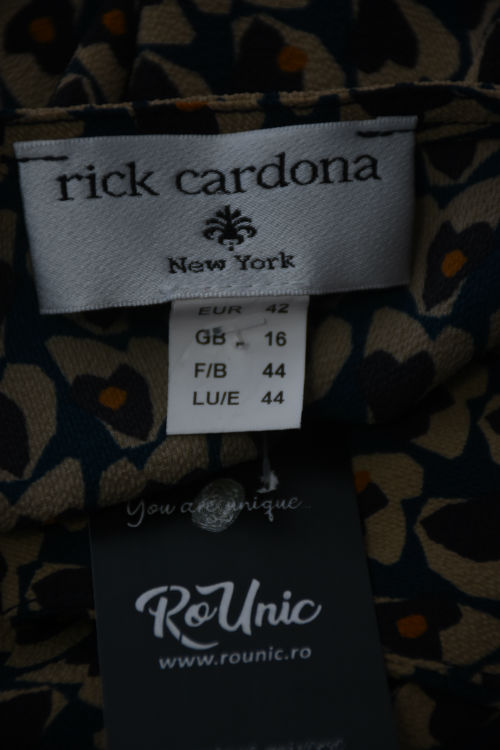 rick cardona
New York
EUR 42
GB 16
F/B 44
LU/E 44
You are unique...
RoUnic
www.rounic.ro